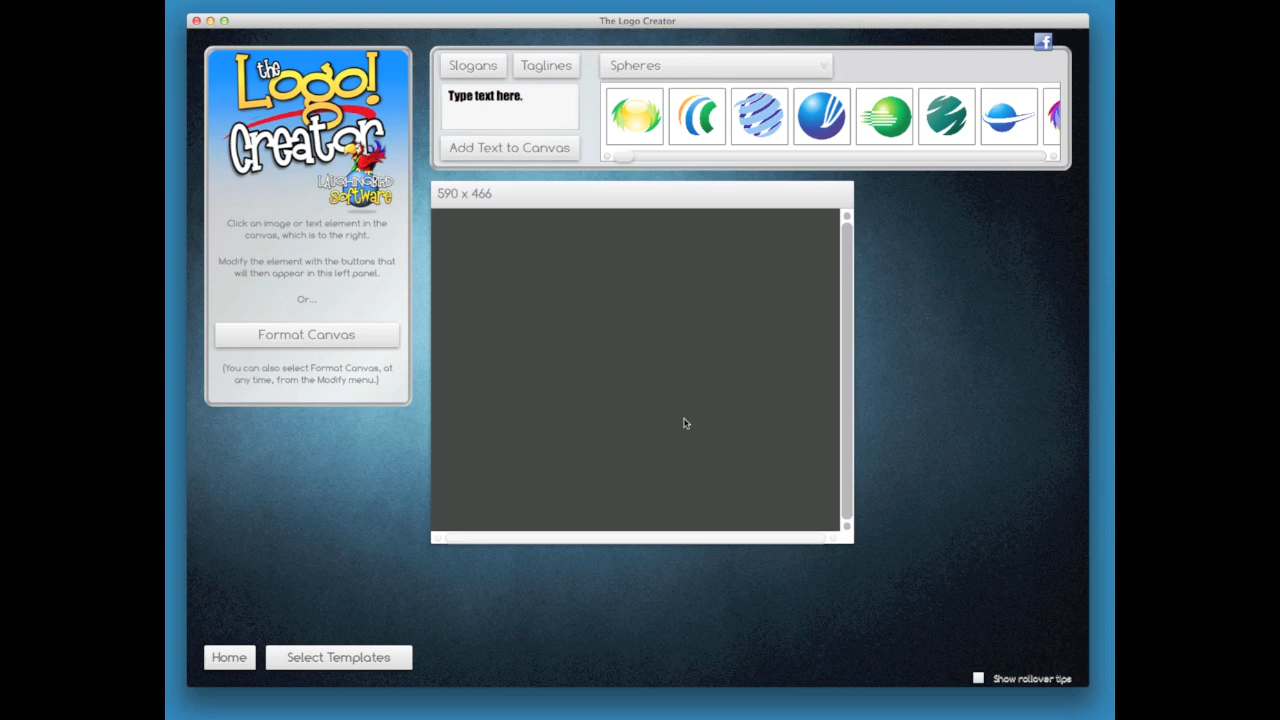 The Logo Creator
the
Logo!
Creator
LAUGHINGBIRD
software
Click an image or text element in the
canvas, which is to the right.
Modify the element with the buttons that
will then appear in this left panel.
Or...
Format Canvas
(You can also select Format Canvas, at
any time, from the Modify menu.)
Slogans
Taglines
Type text here.
Add Text to Canvas
Spheres
f
590 x 466
Home
Select Templates
Show rollover tips